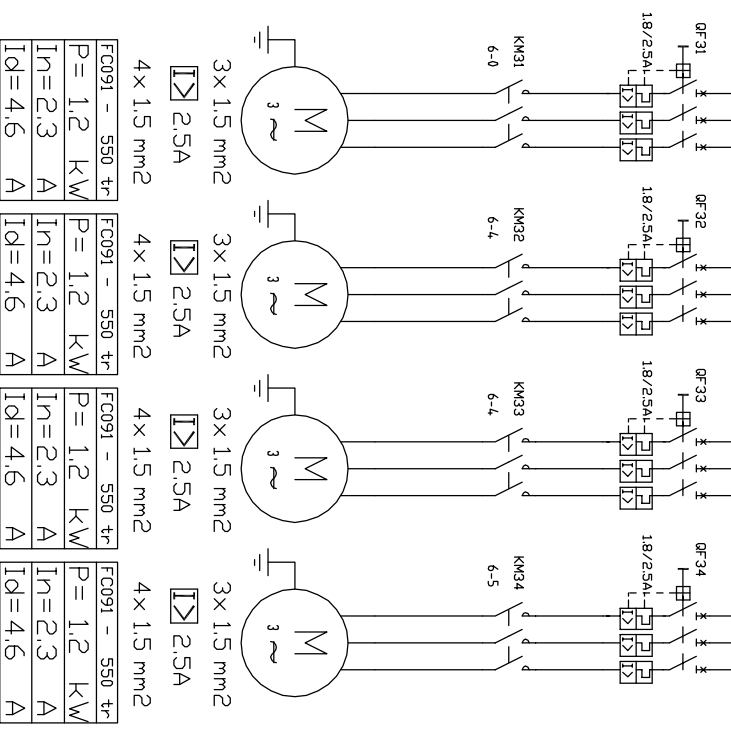 QF31
1.8/2.5A
I> I> I>
KM31
6-0
M
3 ~
3x 1,5 mm2
I> 2,5A
4x 1,5 mm2
FC091 - 550 tr
P= 1,2 kW
In=2,3 A
Id=4,6 A
QF32
1.8/2.5A
I> I> I>
KM32
6-4
M
3 ~
3x 1,5 mm2
I> 2,5A
4x 1,5 mm2
FC091 - 550 tr
P= 1,2 kW
In=2,3 A
Id=4,6 A
QF33
1.8/2.5A
I> I> I>
KM33
6-4
M
3 ~
3x 1,5 mm2
I> 2,5A
4x 1,5 mm2
FC091 - 550 tr
P= 1,2 kW
In=2,3 A
Id=4,6 A
QF34
1.8/2.5A
I> I> I>
KM34
6-5
M
3 ~
3x 1,5 mm2
I> 2,5A
4x 1,5 mm2
FC091 - 550 tr
P= 1,2 kW
In=2,3 A
Id=4,6 A